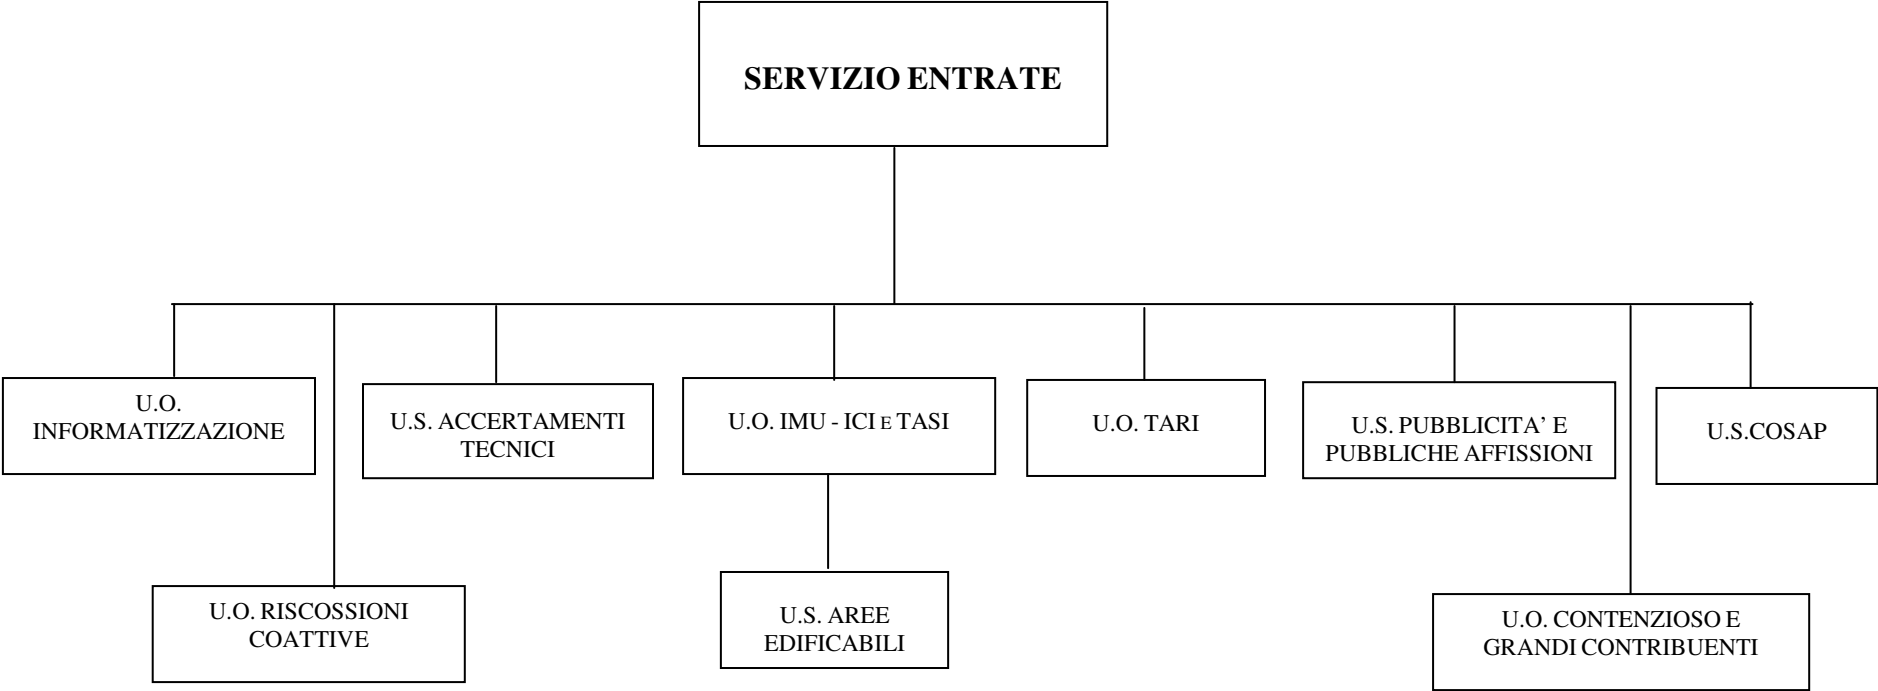 SERVIZIO ENTRATE
U.O.
INFORMATIZZAZIONE
U.S. ACCERTAMENTI
TECNICI
U.O. IMU - ICI E TASI
U.O. TARI
U.S. PUBBLICITA’ E
PUBBLICHE AFFISSIONI
U.S.COSAP
U.O. RISCOSSIONI
COATTIVE
U.S. AREE
EDIFICABILI
U.O. CONTENZIOSO E
GRANDI CONTRIBUENTI